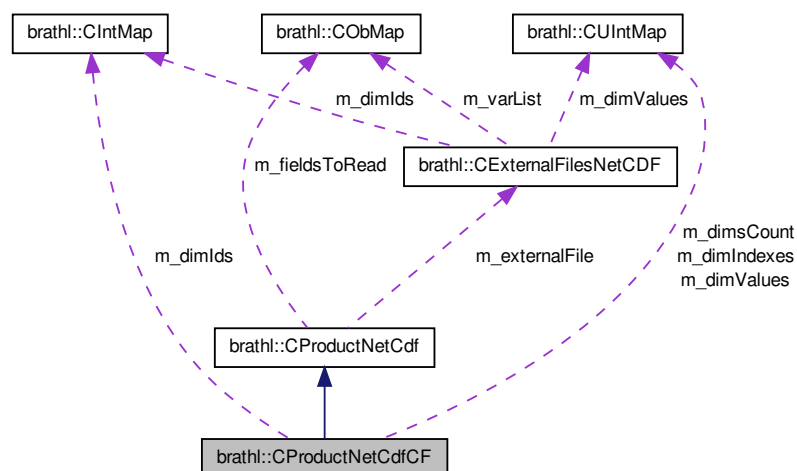 brathl::CIntMap
brathl::CObMap
brathl::CUIntMap
m_dimIds
m_varList
m_dimValues
m_fieldsToRead
brathl::CExternalFilesNetCDF
m_dimIds
m_externalFile
m_dimsCount
m_dimIndexes
m_dimValues
brathl::CProductNetCdf
brathl::CProductNetCdfCF